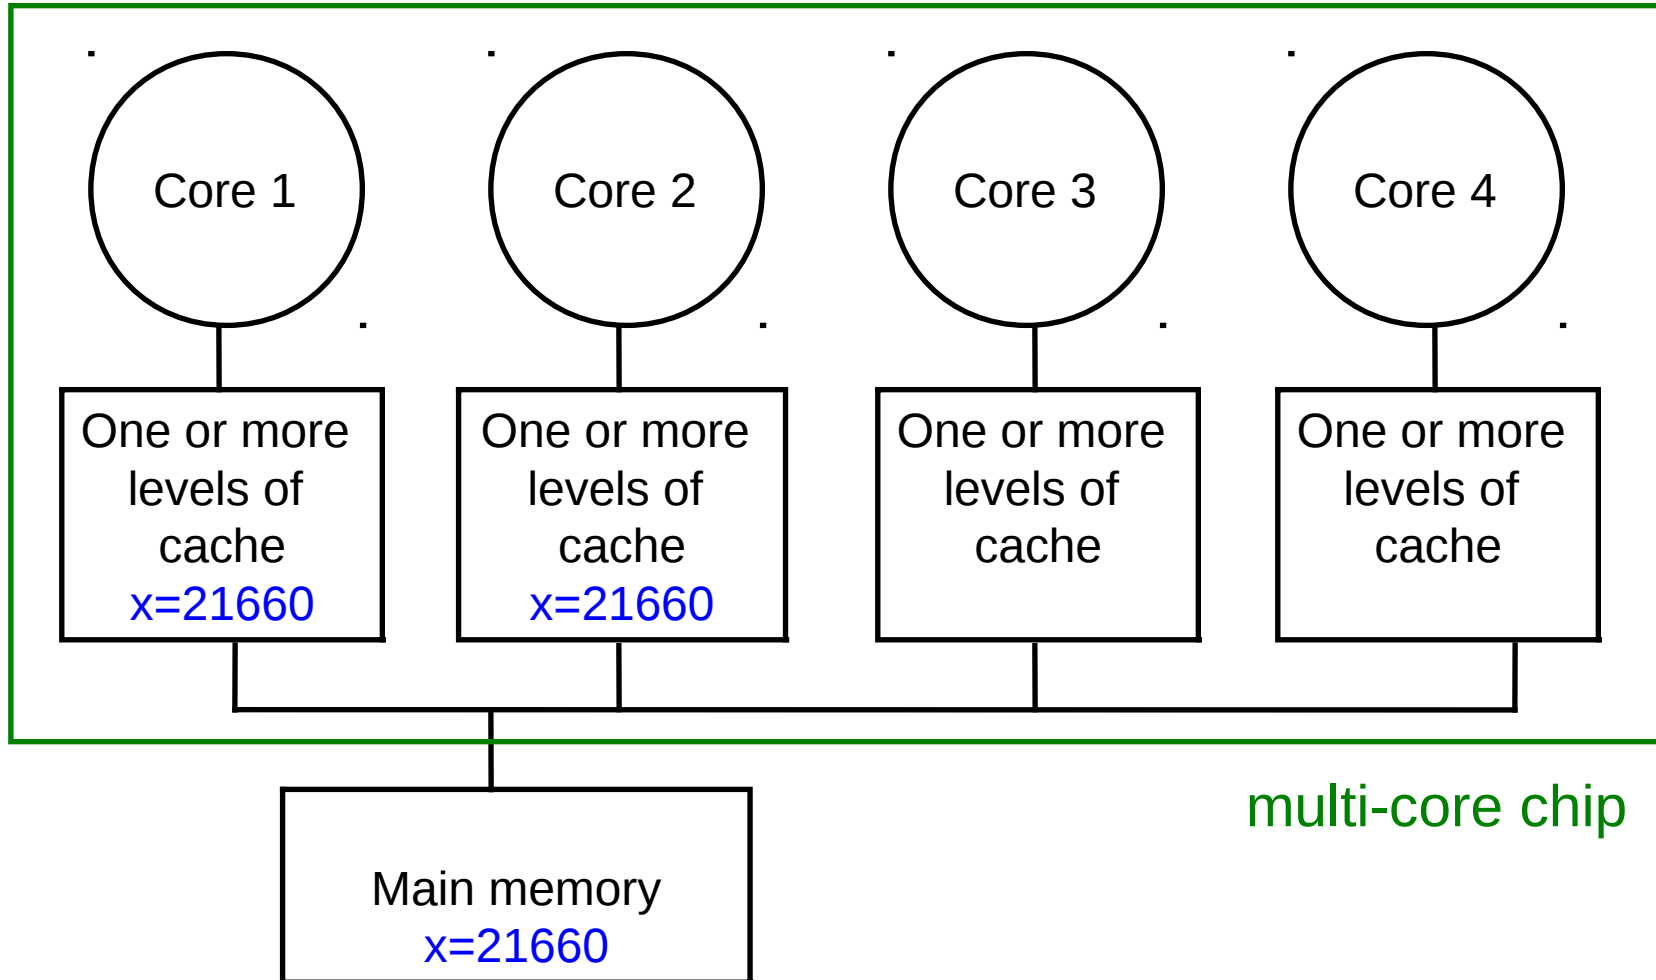 Core 1
Core 2
Core 3
Core 4
One or more
levels of
cache
x=21660
One or more
levels of
cache
x=21660
One or more
levels of
cache
One or more
levels of
cache
multi-core chip
Main memory
x=21660